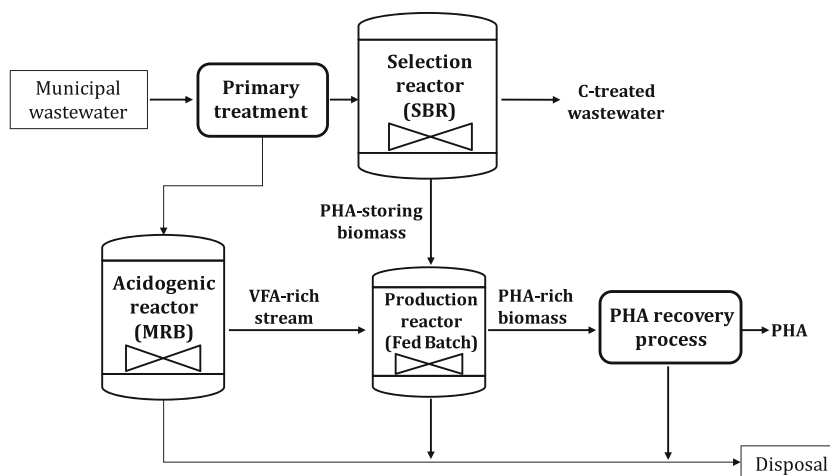 Municipal
wastewater
Primary
treatment
Selection
reactor
(SBR)
C-treated
wastewater
PHA-storing
biomass
Acidogenic
reactor
(MRB)
VFA-rich
stream
Production
reactor
(Fed Batch)
PHA-rich
biomass
PHA recovery
process
PHA
Disposal